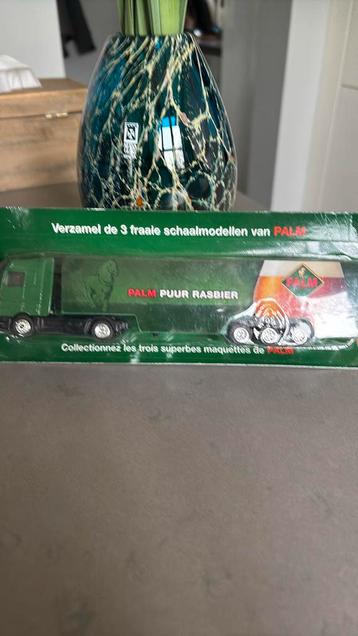 Verzamel de 3 fraaie schaalmodellen van PALM
PALM PUUR RASBIER
PALM
Collectionnez les trois superbes maquettes de PALM